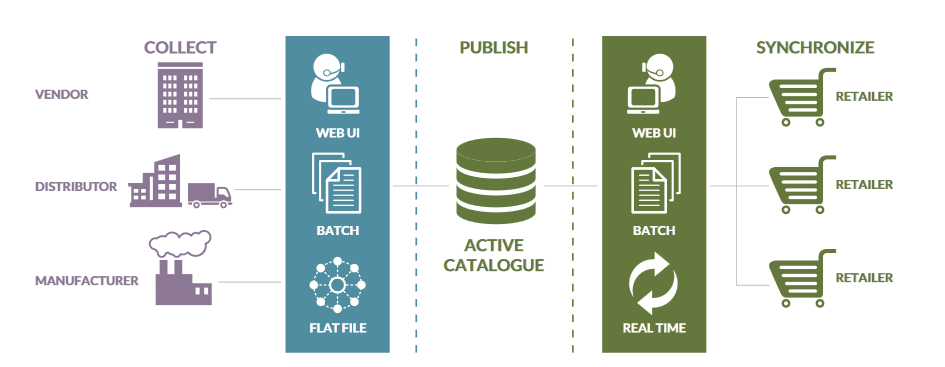 COLLECT
PUBLISH
SYNCHRONIZE
VENDOR
WEB UI
WEB UI
RETAILER
DISTRIBUTOR
BATCH
BATCH
RETAILER
ACTIVE
CATALOGUE
MANUFACTURER
FLAT FILE
REAL TIME
RETAILER